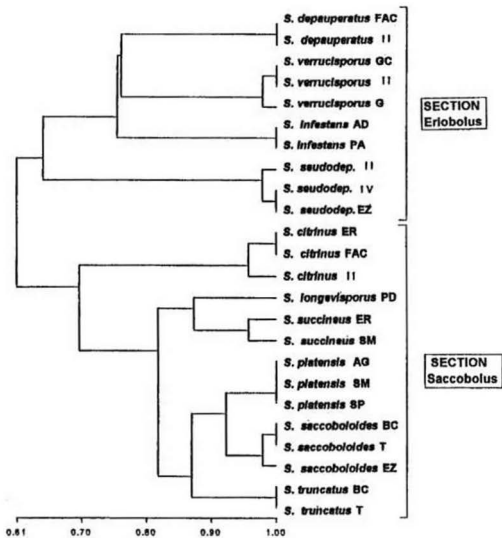 S. depauperatus FAC
S. depauperatus II
S. verrucisporus GC
S. verrucisporus II
S. verrucisporus G
S. infestans AD
S. infestans PA
S. seudodep. II
S. seudodep. IV
S. seudodep. EZ
SECTION
Eriobolus
S. citrinus ER
S. citrinus FAC
S. citrinus II
S. longevisporus PD
S. succineus ER
S. succineus SM
S. platensis AG
S. platensis SM
S. platensis SP
S. saccoboloides BC
S. saccoboloides T
S. saccoboloides EZ
S. truncatus BC
S. truncatus T
SECTION
Saccobolus
0.61 0.70 0.80 0.90 1.00